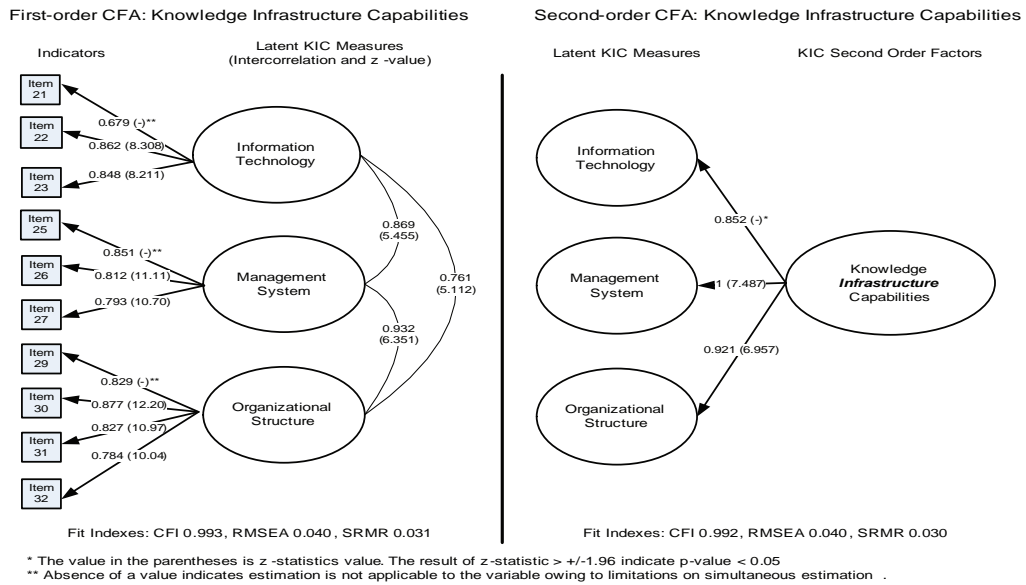 First-order CFA: Knowledge Infrastructure Capabilities
Indicators
Latent KIC Measures
(Intercorrelation and z -value)
Item
21
Item
22
Item
23
Item
25
Item
26
Item
27
Item
29
Item
30
Item
31
Item
32
0.679 (-)**
0.862 (8.308)
0.848 (8.211)
0.851 (-)**
0.812 (11.11)
0.793 (10.70)
0.829 (-)**
0.877 (12.20)
0.827 (10.97)
0.784 (10.04)
Information
Technology
Management
System
Organizational
Structure
0.869
(5.455)
0.761
(5.112)
0.932
(6.351)
Fit Indexes: CFI 0.993, RMSEA 0.040, SRMR 0.031
Second-order CFA: Knowledge Infrastructure Capabilities
Latent KIC Measures
KIC Second Order Factors
Information
Technology
Management
System
Organizational
Structure
0.852 (-)*
1 (7.487)
0.921 (6.957)
Knowledge
Infrastructure
Capabilities
Fit Indexes: CFI 0.992, RMSEA 0.040, SRMR 0.030
* The value in the parentheses is z -statistics value. The result of z-statistic > +/-1.96 indicate p-value < 0.05
** Absence of a value indicates estimation is not applicable to the variable owing to limitations on simultaneous estimation .